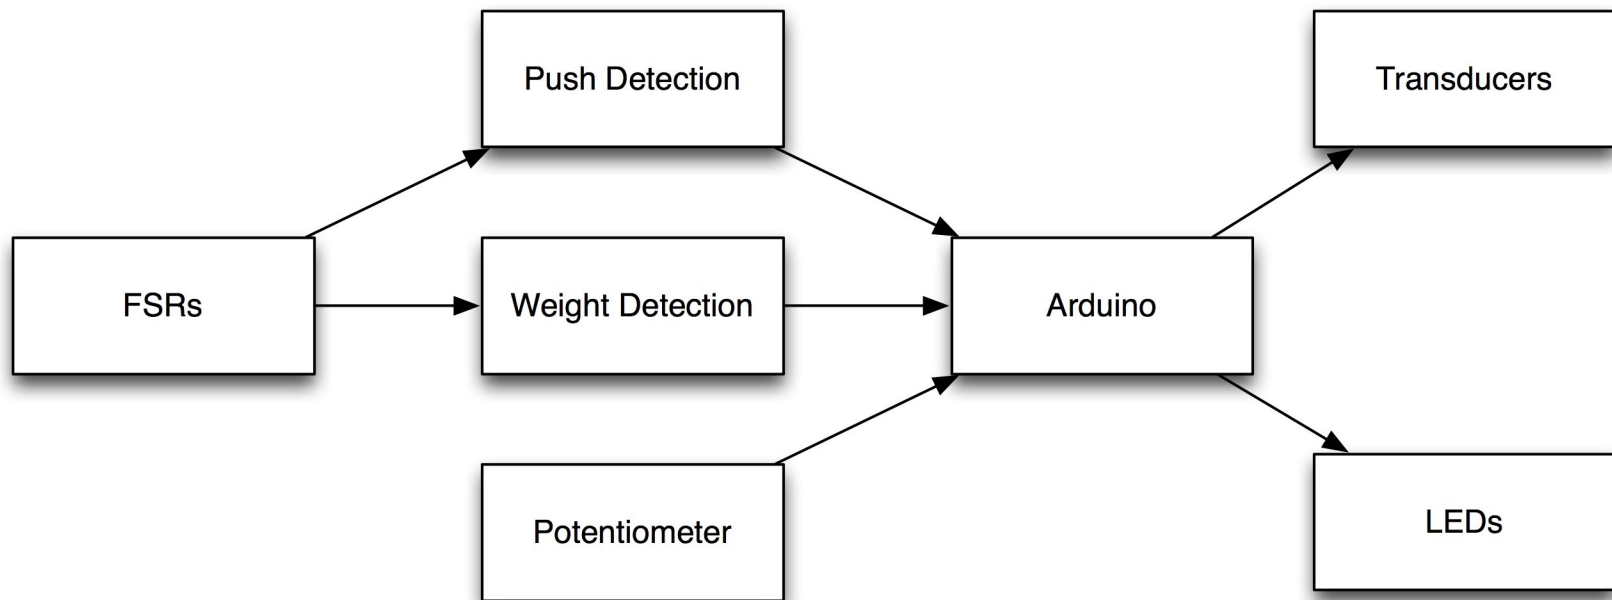 Push Detection
Transducers
FSRs
Weight Detection
Arduino
Potentiometer
LEDs